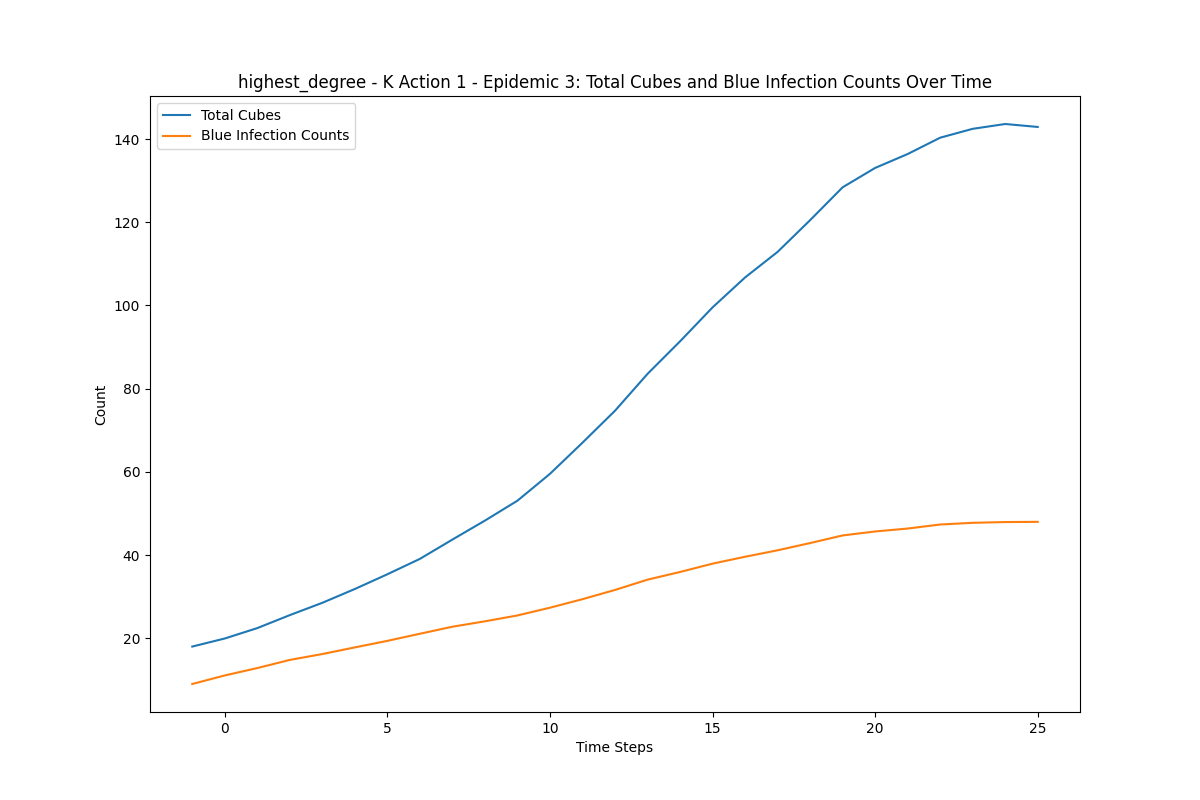 highest_degree - K Action 1 - Epidemic 3: Total Cubes and Blue Infection Counts Over Time
Total Cubes
Blue Infection Counts
140
120
100
80
60
40
20
Count
0 5 10 15 20 25
Time Steps